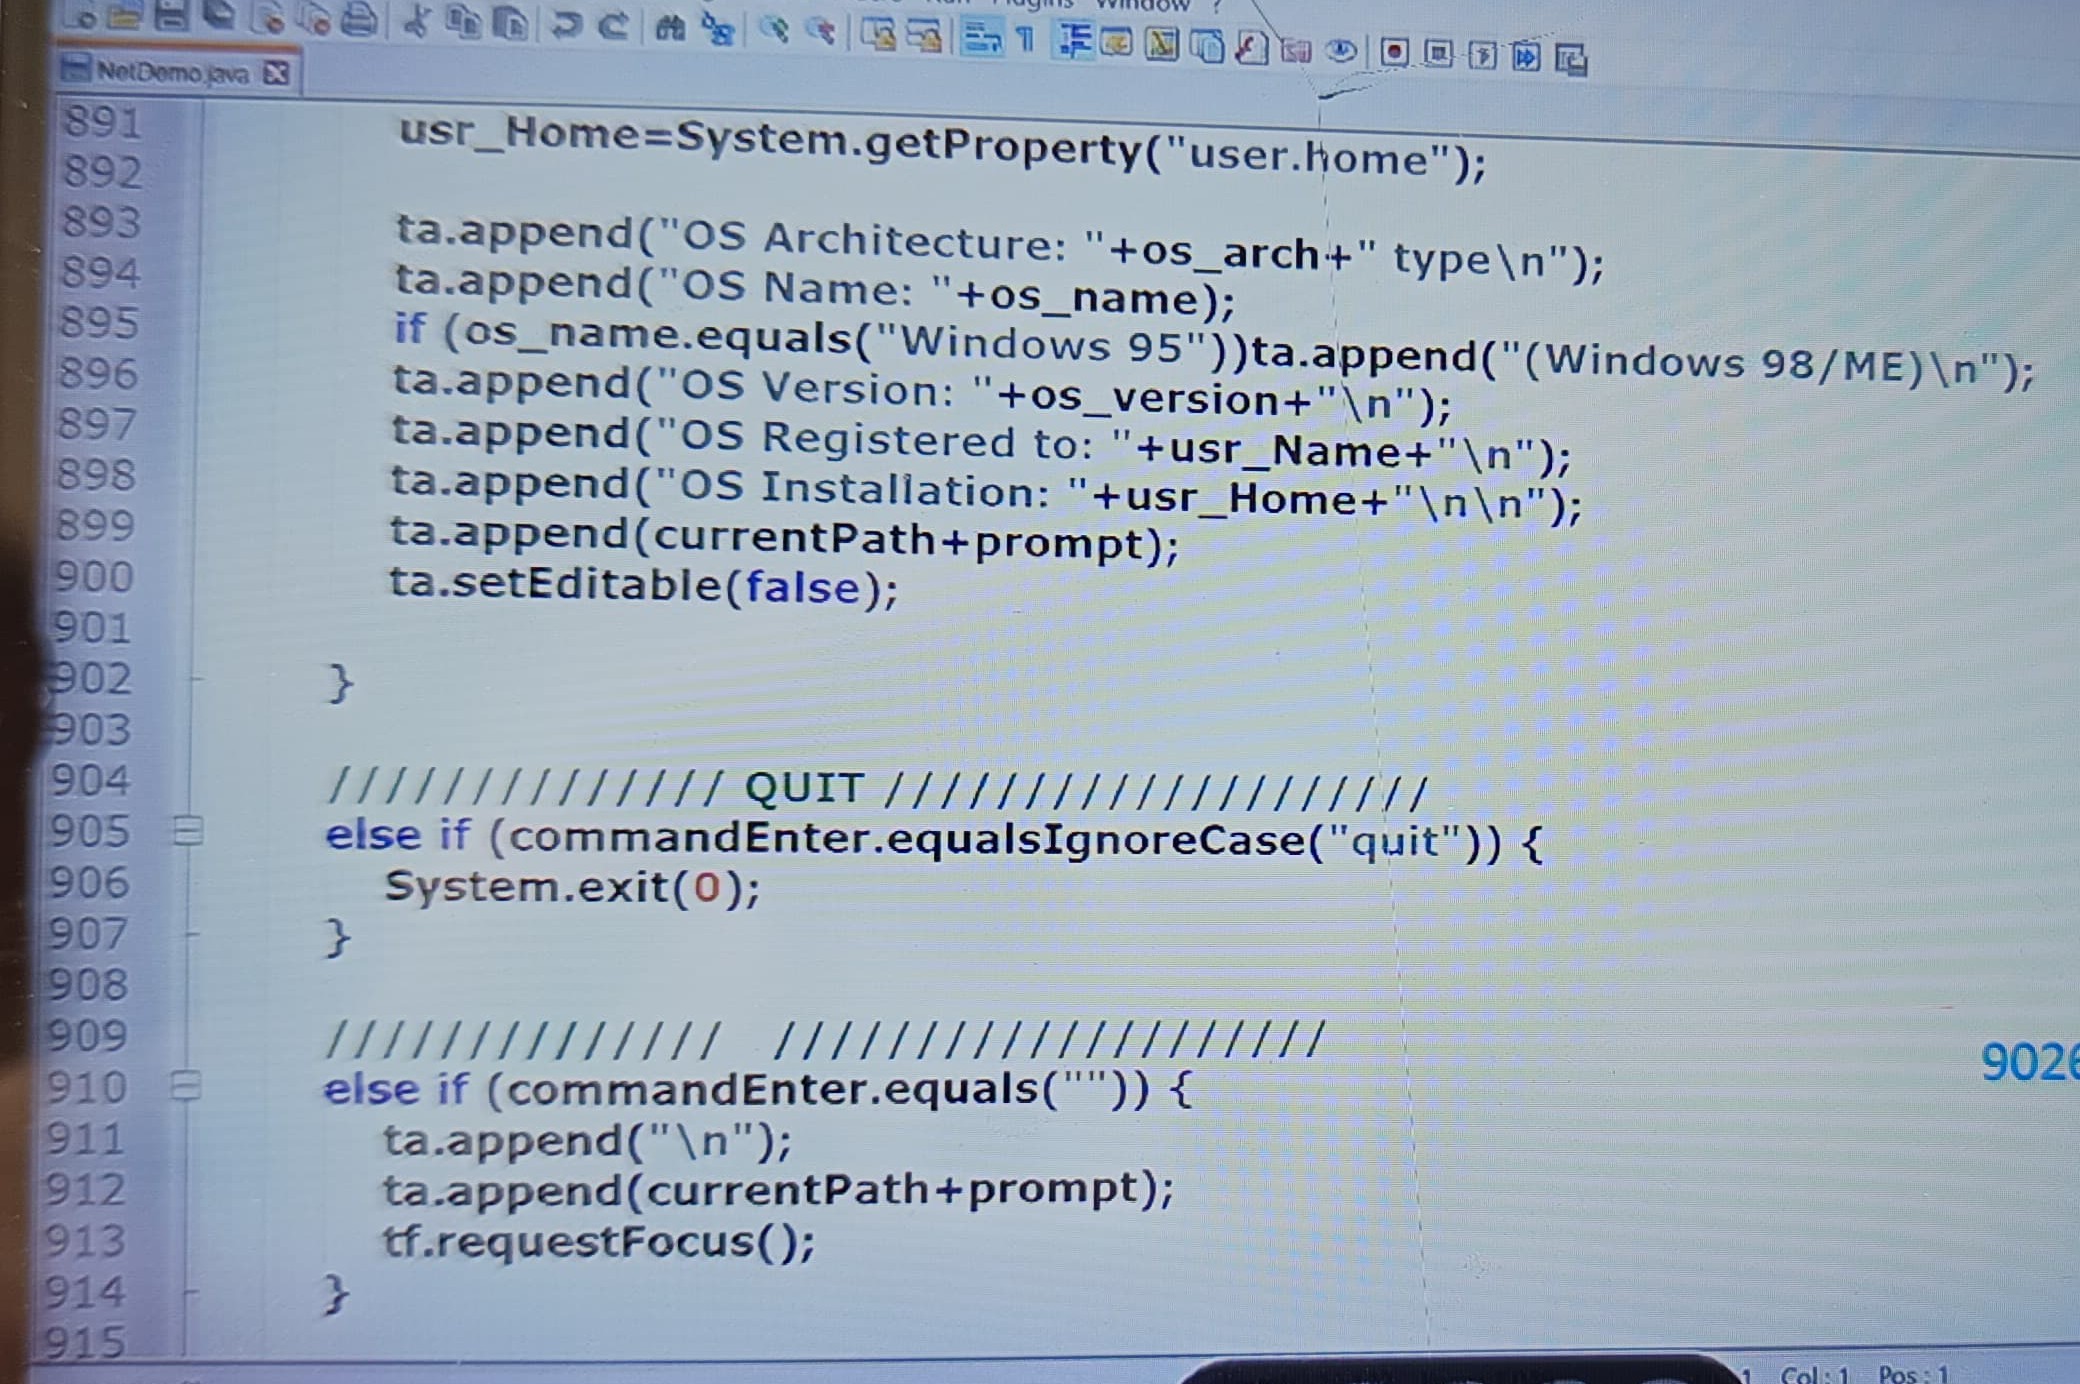 Window ?
NetDemo.java
891 usr_Home=System.getProperty("user.home");
892
893 ta.append("OS Architecture: "+os_arch+" type\n");
894 ta.append("OS Name: "+os_name);
895 if (os_name.equals("Windows 95"))ta.append("(Windows 98/ME)\n");
896 ta.append("OS Version: "+os_version+"\n");
897 ta.append("OS Registered to: "+usr_Name+"\n");
898 ta.append("OS Installation: "+usr_Home+"\n\n");
899 ta.append(currentPath+prompt);
900 ta.setEditable(false);
901
902 }
903
904 ////////////// QUIT ////////////////////
905 else if (commandEnter.equalsIgnoreCase("quit")) {
906 System.exit(0);
907 }
908
909 ////////////// ////////////////////
910 else if (commandEnter.equals("")) {
911 ta.append("\n");
912 ta.append(currentPath+prompt);
913 tf.requestFocus();
914 }
915
9026
Col : 1 Pos : 1